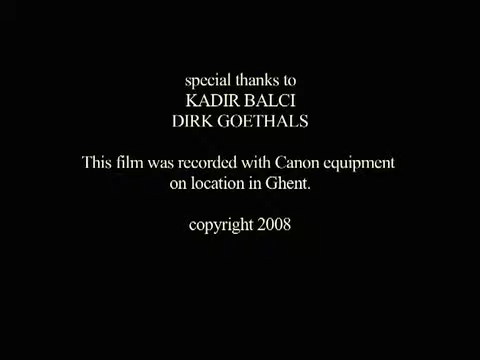 special thanks to
KADIR BALCI
DIRK GOETHALS
This film was recorded with Canon equipment
on location in Ghent.
copyright 2008